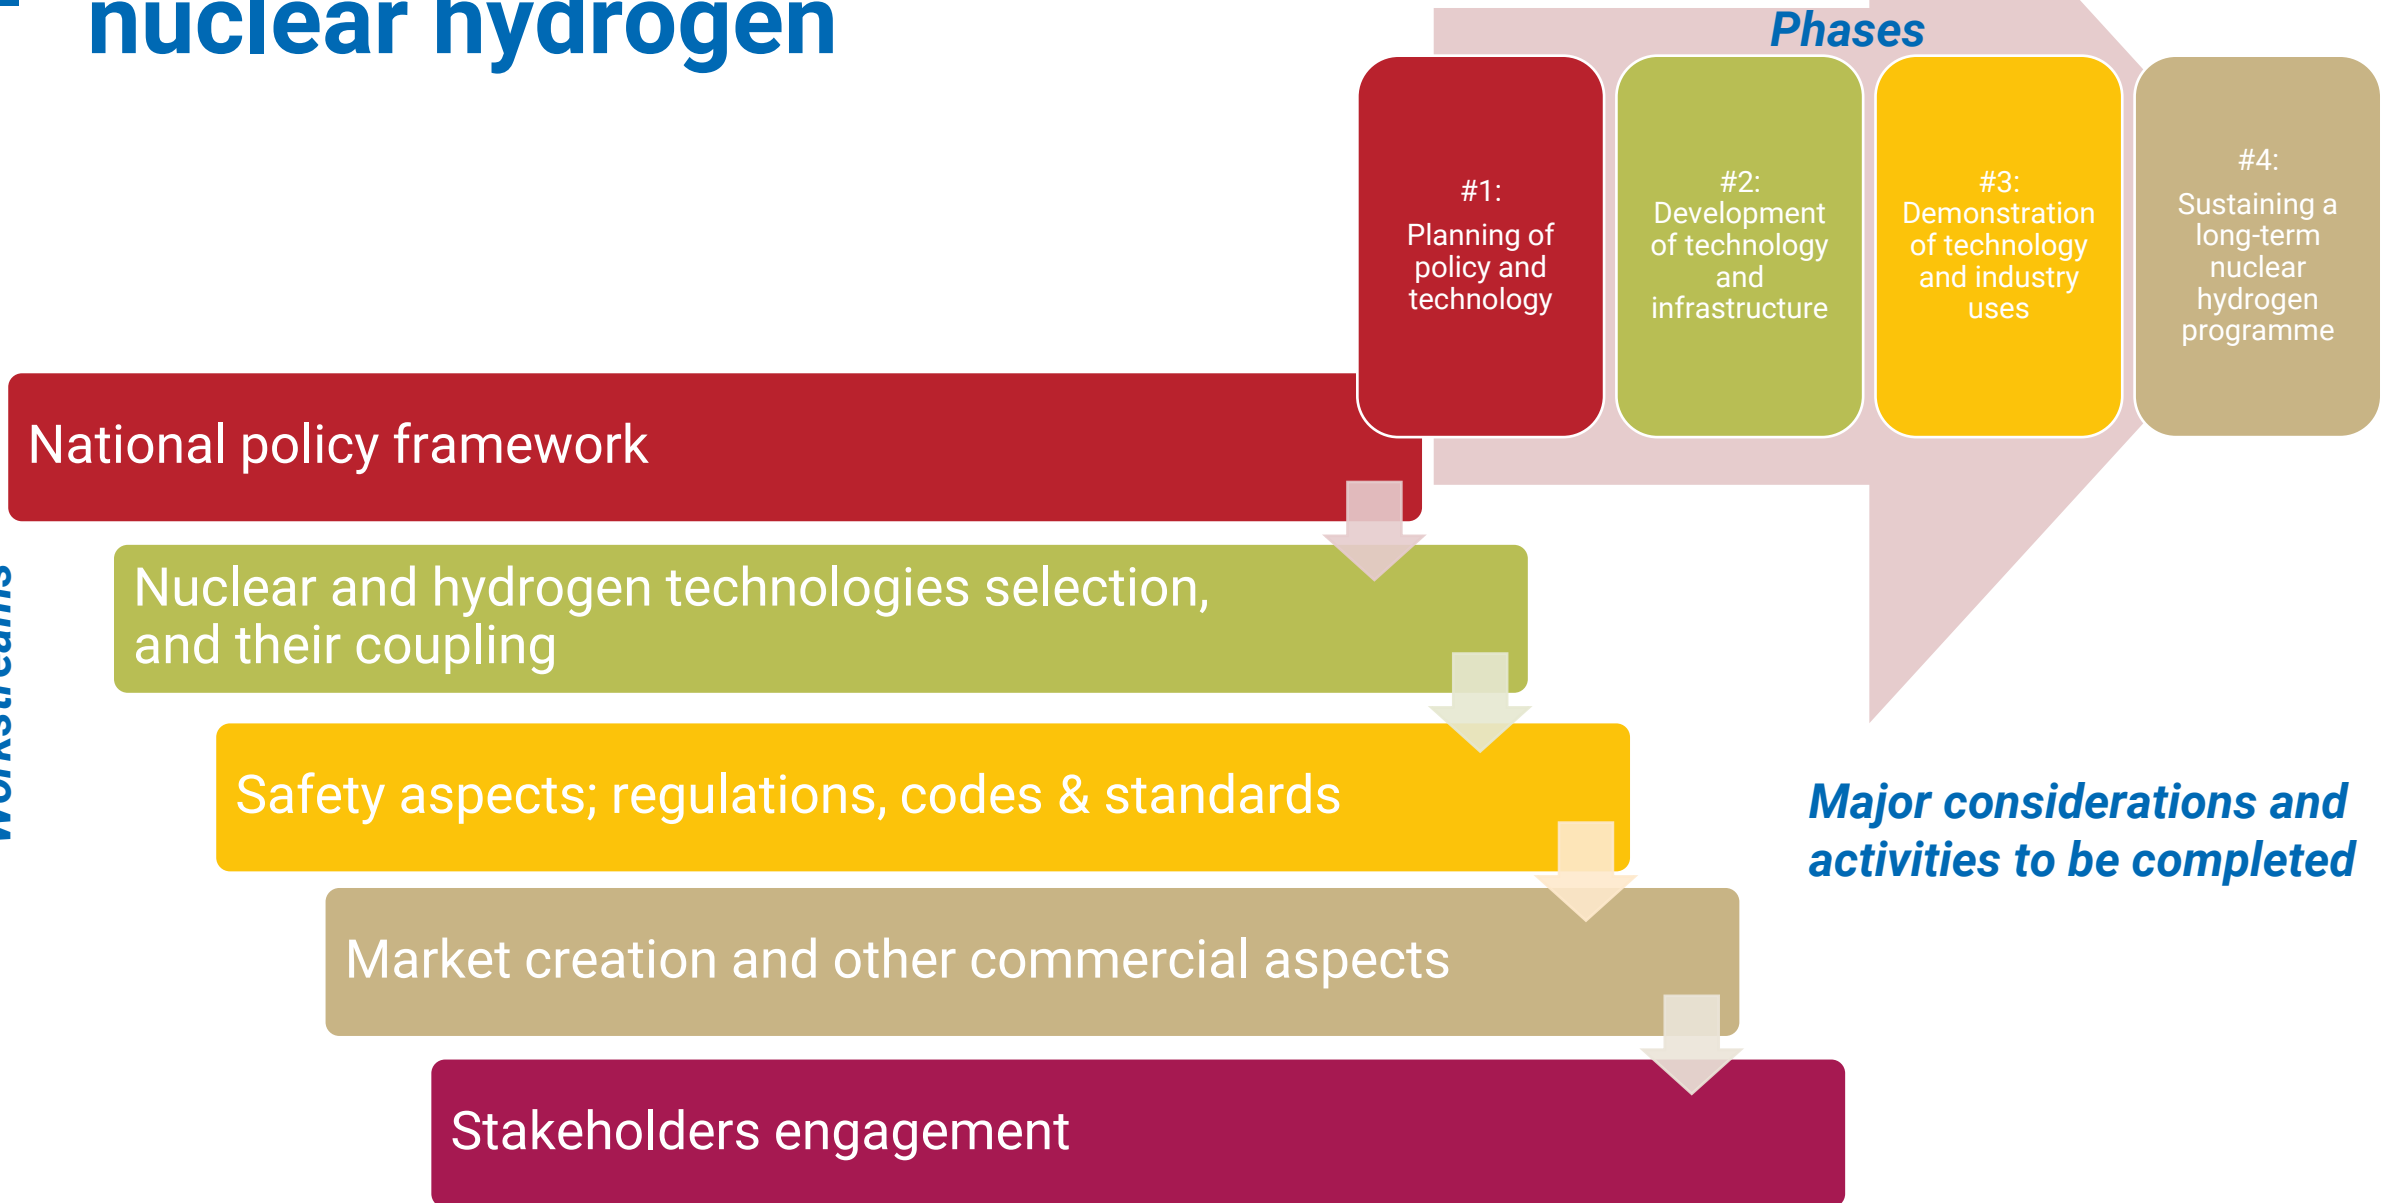 nuclear hydrogen
Phases
#1:
Planning of
policy and
technology
#2:
Development
of technology
and
infrastructure
#3:
Demonstration
of technology
and industry
uses
#4:
Sustaining a
long-term
nuclear
hydrogen
programme
Workstreams
National policy framework
Nuclear and hydrogen technologies selection,
and their coupling
Safety aspects; regulations, codes & standards
Market creation and other commercial aspects
Stakeholders engagement
Major considerations and
activities to be completed